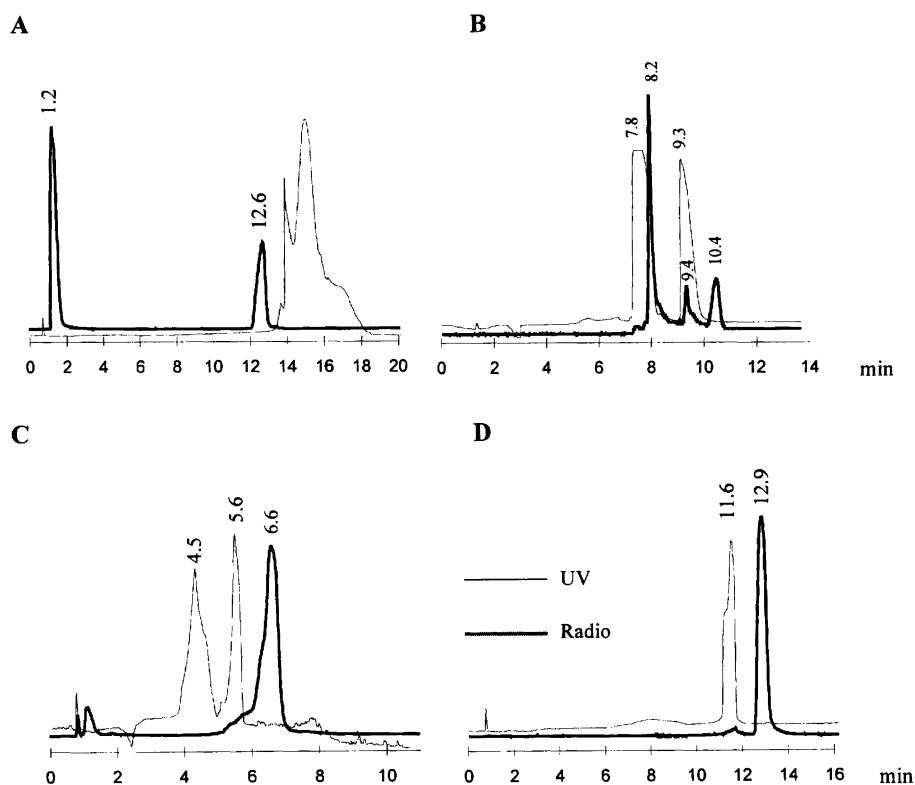 A
B
1.2
12.6
7.8
8.2
9.3
9.4
10.4
0 2 4 6 8 10 12 14 16 18 20
0 2 4 6 8 10 12 14 min
C
D
4.5
5.6
6.6
11.6
12.9
UV
Radio
0 2 4 6 8 10
0 2 4 6 8 10 12 14 16 min